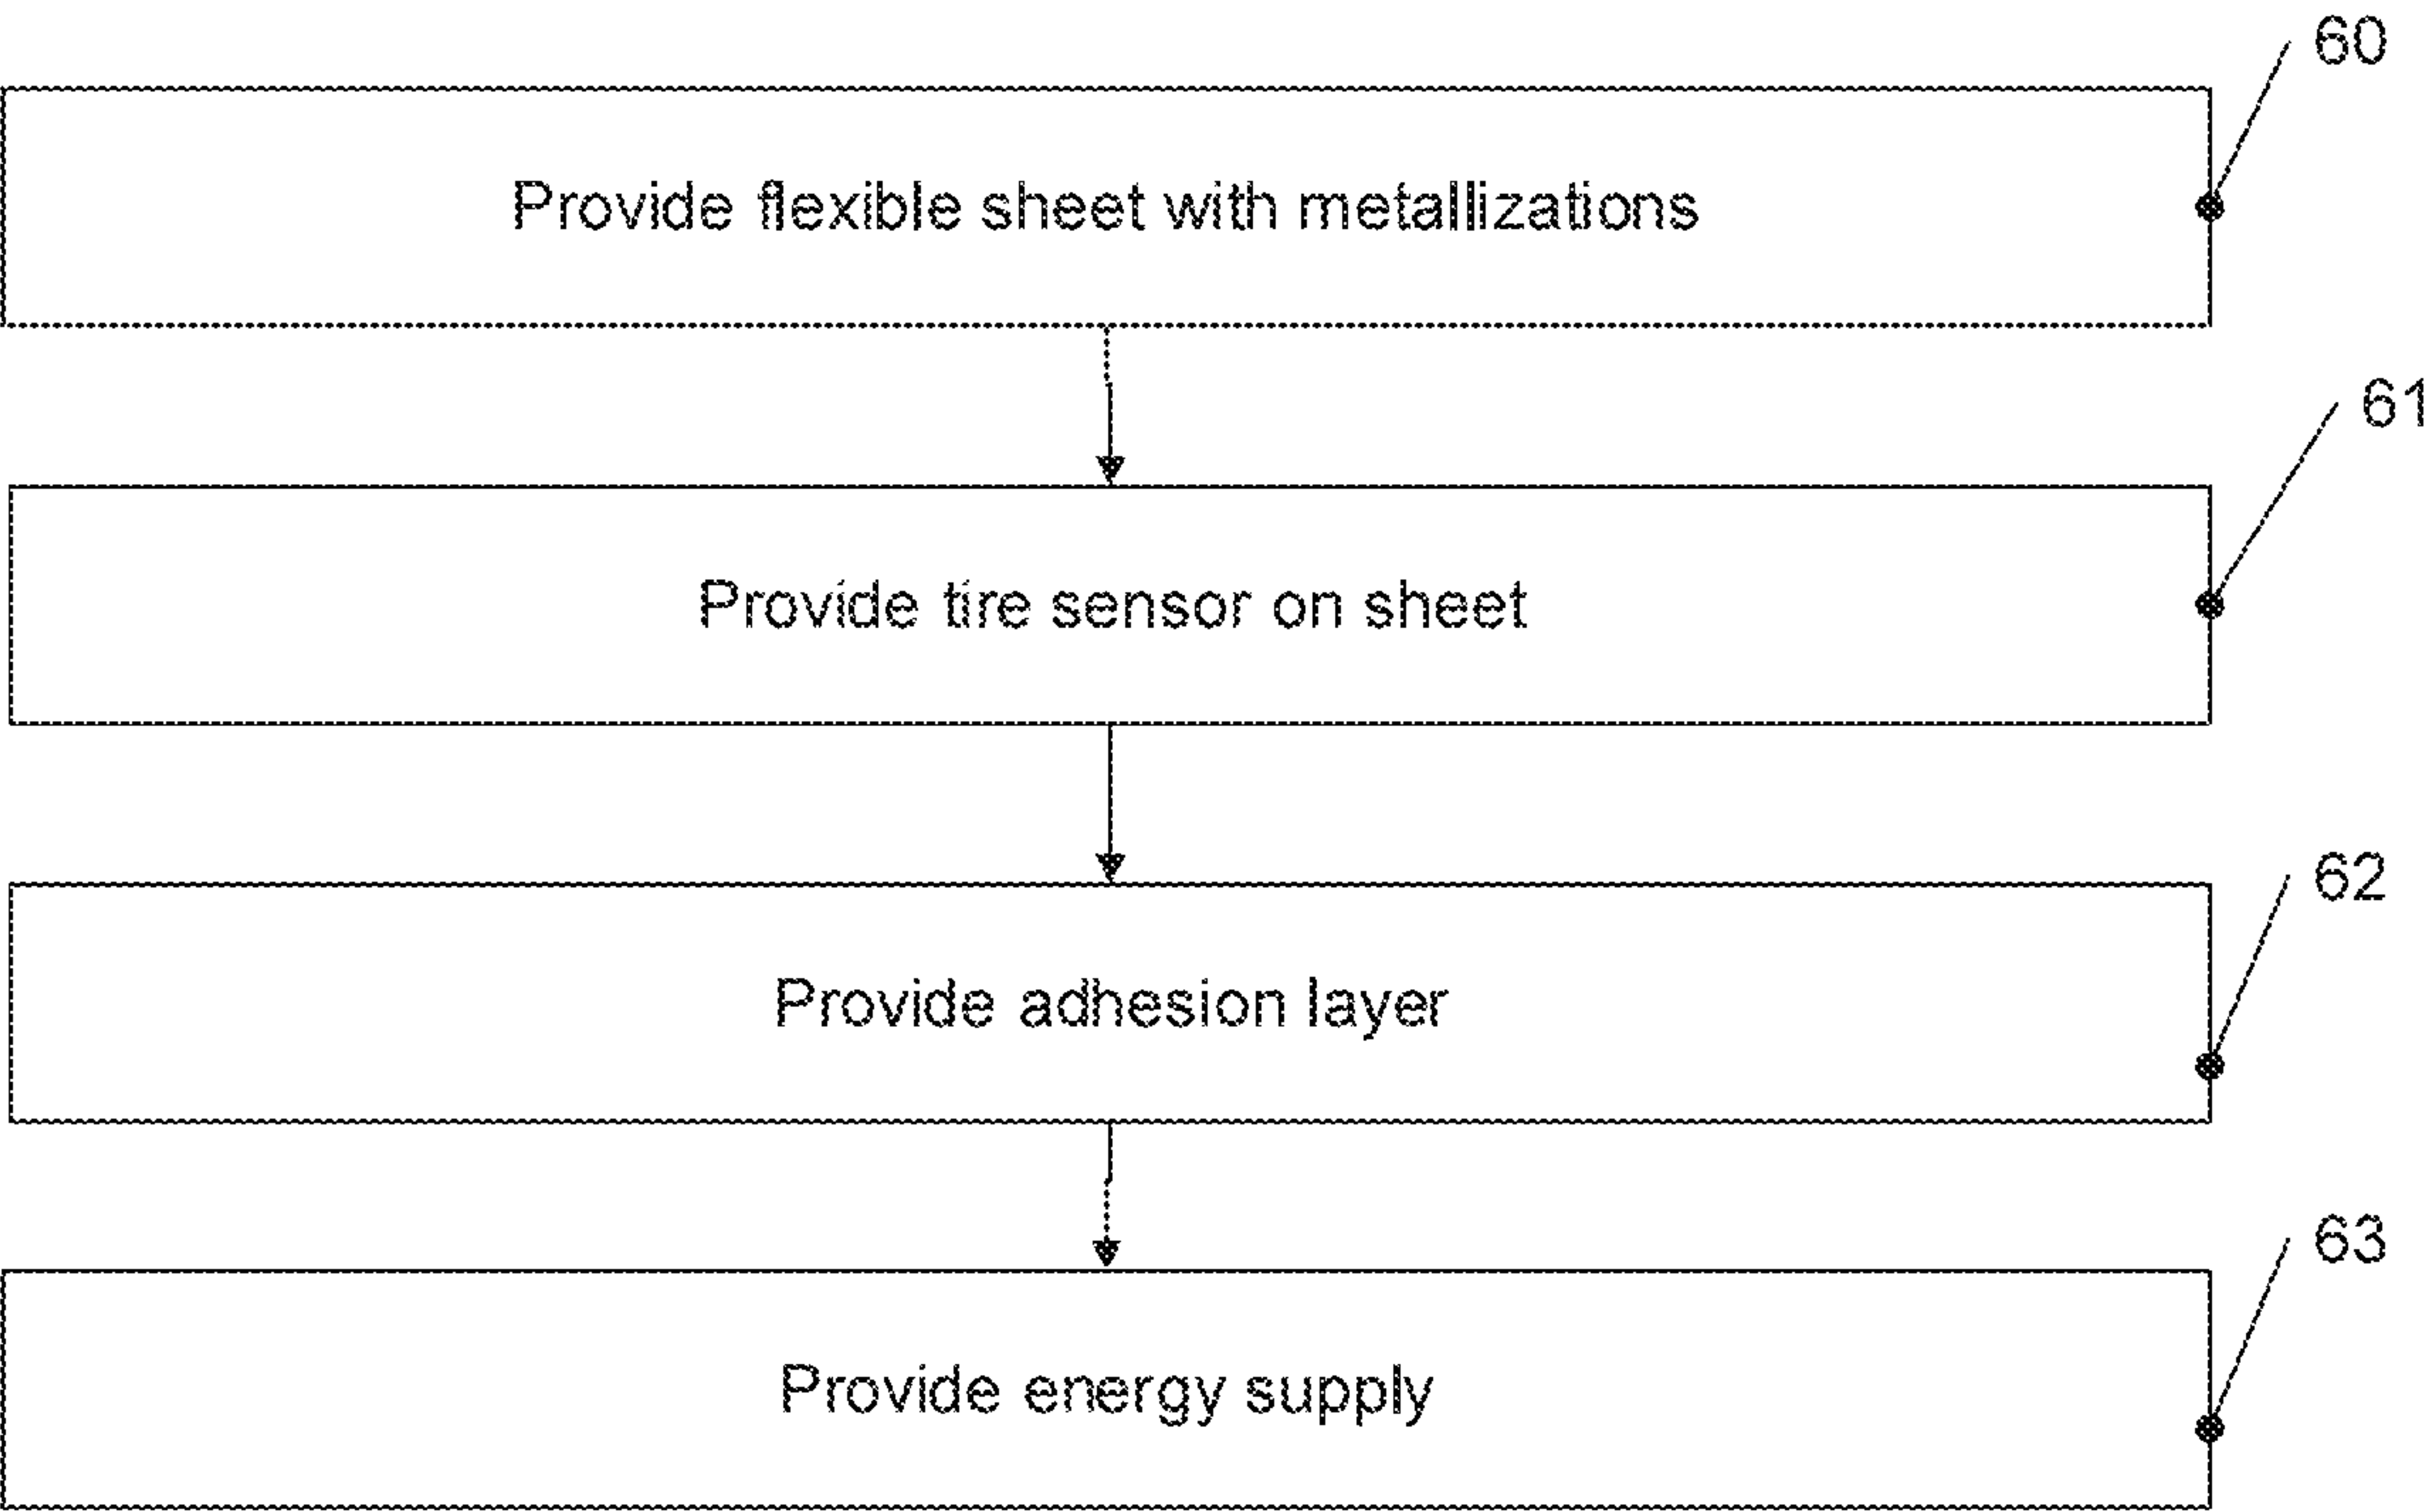 60
Provide flexible sheet with metallizations
61
Provide tire sensor on sheet
62
Provide adhesion layer
63
Provide energy supply